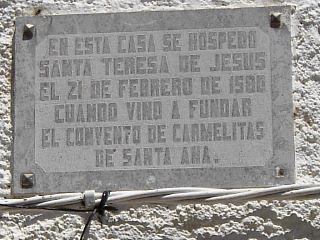 EN ESTA CASA SE HOSPEDO
SANTA TERESA DE JESUS
EL 21 DE FEBRERO DE 1580
CUANDO VINO A FUNDAR
EL CONVENTO DE CARMELITAS
DE SANTA ANA.